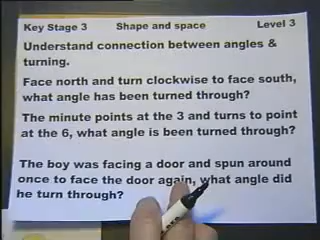 Key Stage 3 Shape and space Level 3
Understand connection between angles &
turning.
Face north and turn clockwise to face south,
what angle has been turned through?
The minute points at the 3 and turns to point
at the 6, what angle is been turned through?
The boy was facing a door and spun around
once to face the door again, what angle did
he turn through?